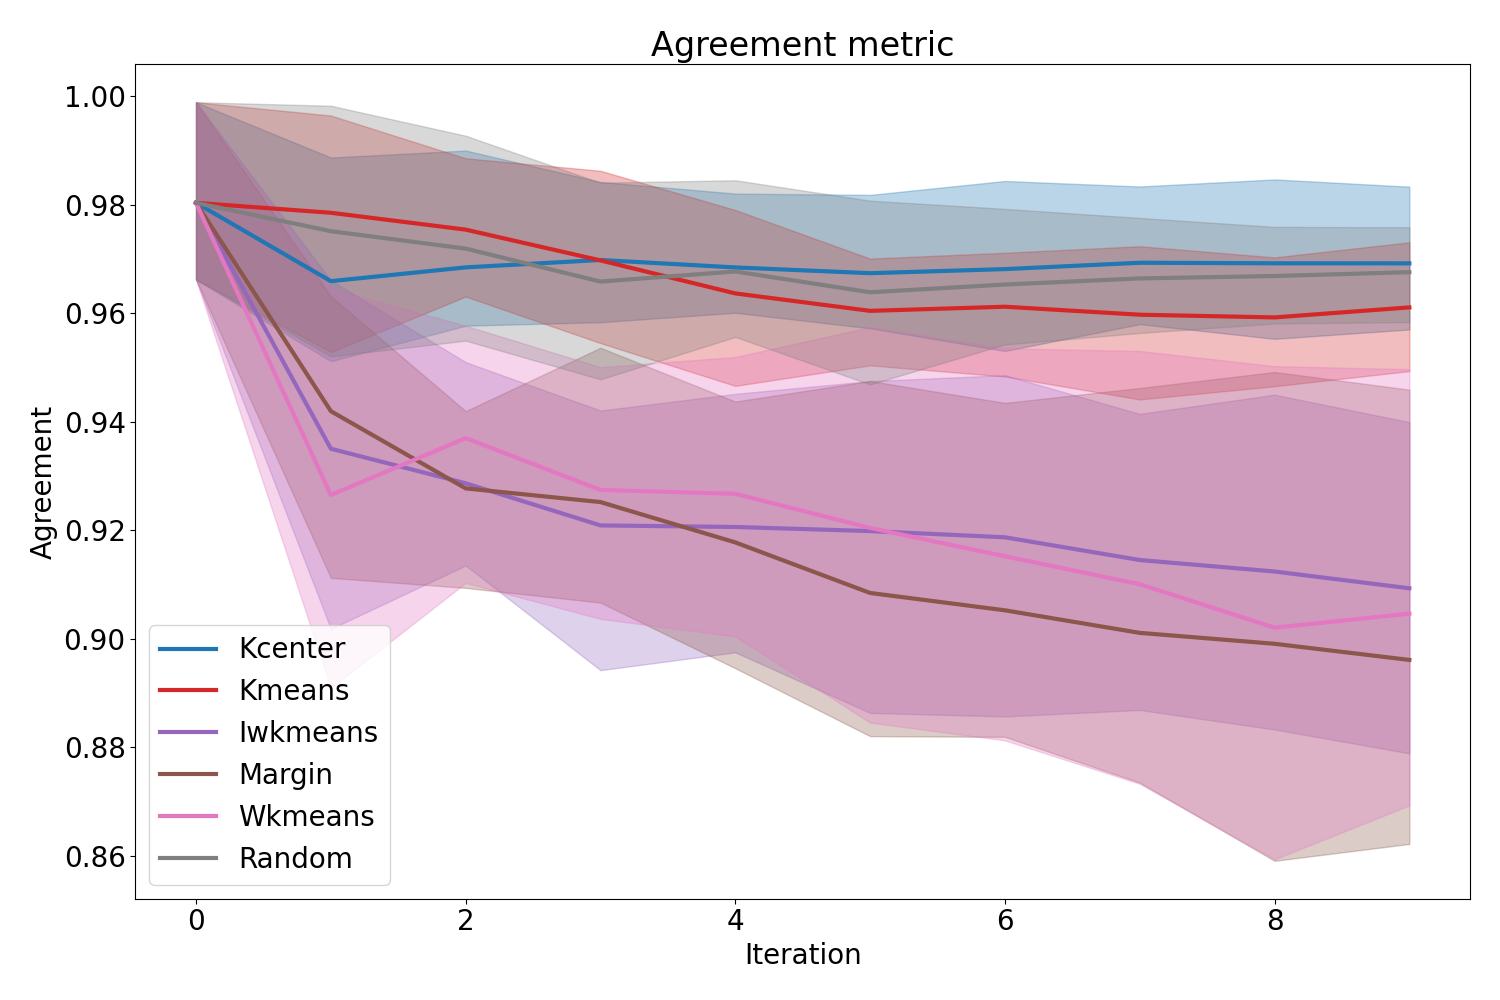 Agreement metric
1.00
0.98
0.96
0.94
0.92
0.90
0.88
0.86
Agreement
Kcenter
Kmeans
Iwkmeans
Margin
Wkmeans
Random
0 2 4 6 8
Iteration